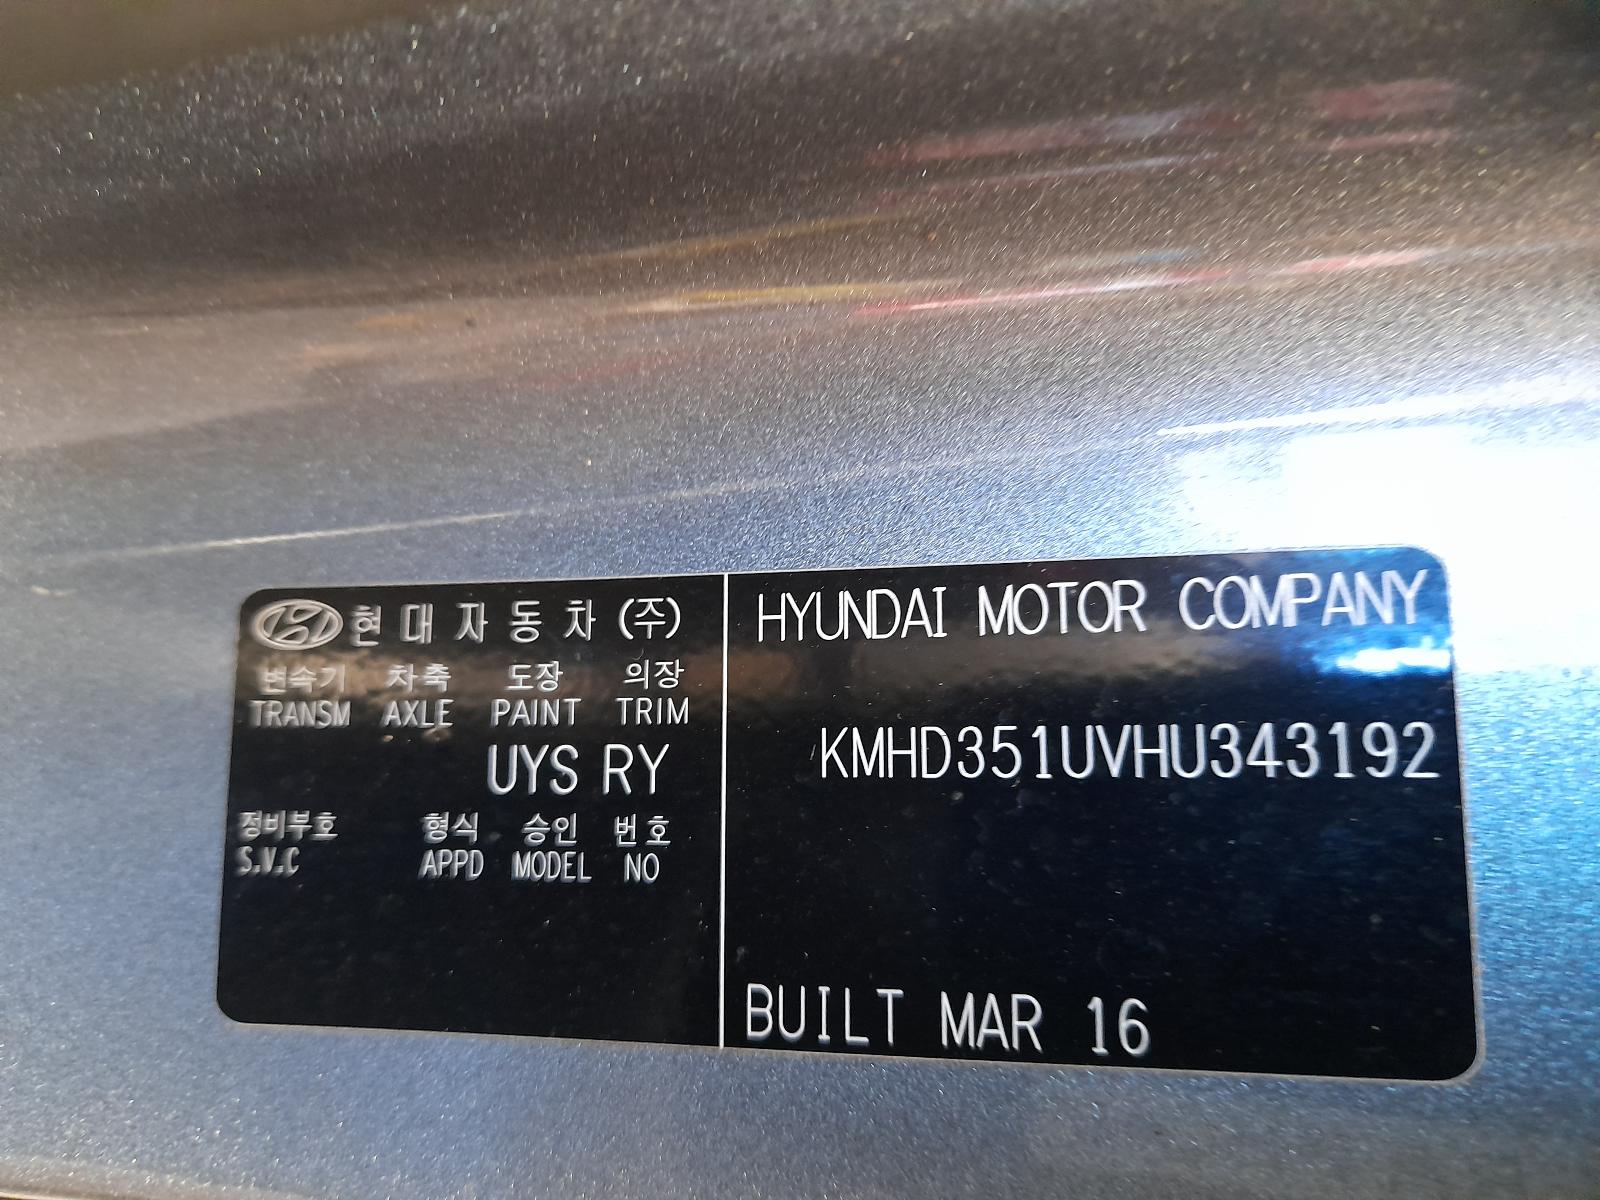 현대자동차(주)
변속기 차축 도장 의장
TRANSM AXLE PAINT TRIM
UYS RY
정비부호 형식 승인 번호
S.V.C APPD MODEL NO
HYUNDAI MOTOR COMPANY
KMHD351UVHU343192
BUILT MAR 16